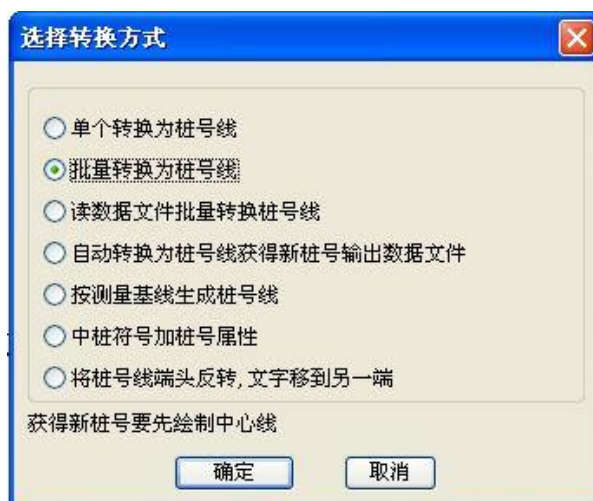 选择转换方式
单个转换为桩号线
批量转换为桩号线
读数据文件批量转换桩号线
自动转换为桩号线获得新桩号输出数据文件
按测量基线生成桩号线
中桩符号加桩号属性
将桩号线端头反转,文字移到另一端
获得新桩号要先绘制中心线
确定 取消